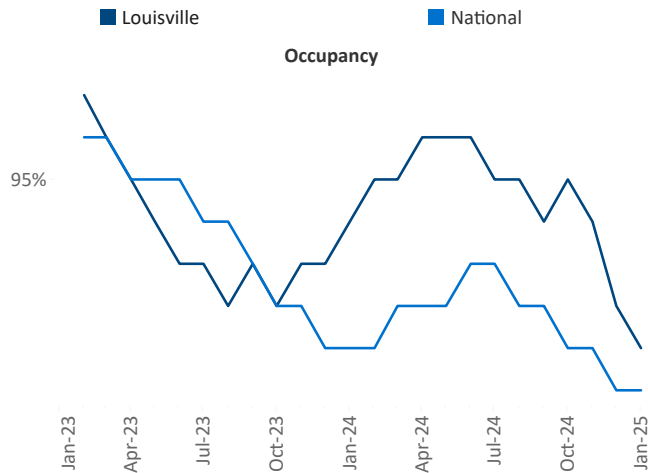 Louisville National
Occupancy
95%
Jan-23 Apr-23 Jul-23 Oct-23 Jan-24 Apr-24 Jul-24 Oct-24 Jan-25